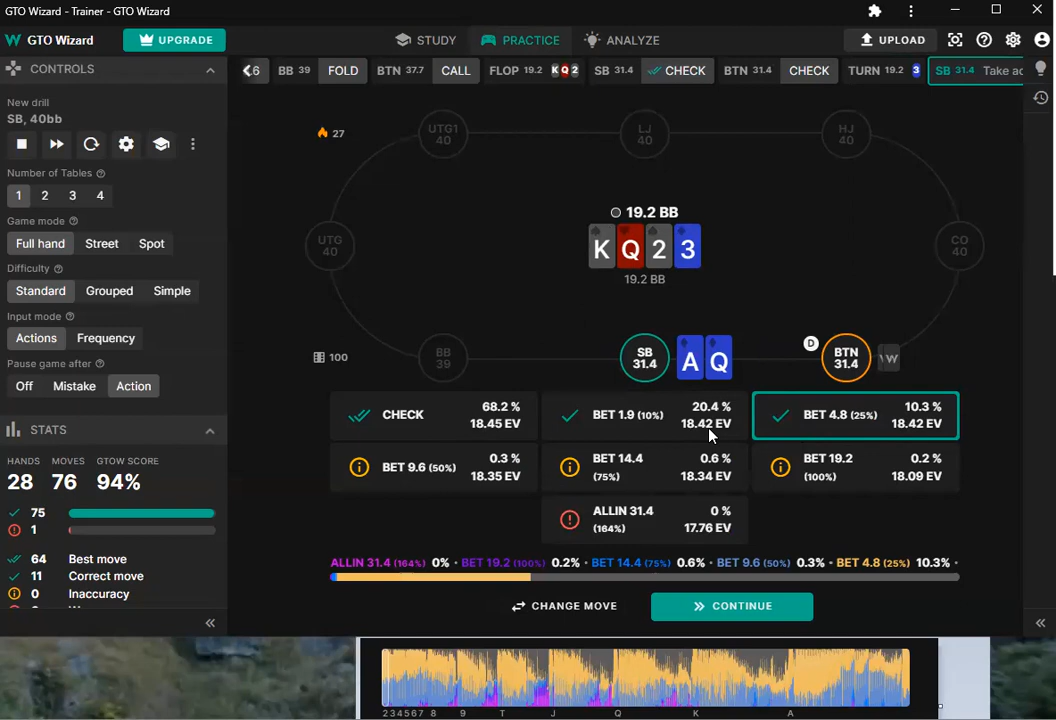 GTO Wizard - Trainer - GTO Wizard
GTO Wizard
UPGRADE
STUDY
PRACTICE
ANALYZE
UPLOAD
CONTROLS
6 BB 39 FOLD BTN 37.7 CALL FLOP 19.2 K Q 2 SB 31.4 CHECK BTN 31.4 CHECK TURN 19.2 3 SB 31.4 Take ac
New drill
SB, 40bb
Number of Tables
1 2 3 4
Game mode
Full hand Street Spot
Difficulty
Standard Grouped Simple
Input mode
Actions Frequency
Pause game after
Off Mistake Action
STATS
HANDS MOVES GTOW SCORE
28 76 94%
75
1
64 Best move
11 Correct move
0 Inaccuracy
27
UTG1
40
LJ
40
HJ
40
19.2 BB
UTG
40
K Q 2 3
CO
40
19.2 BB
100
BB
39
SB
31.4
A Q
D
BTN
31.4
W
CHECK 68.2 %
18.45 EV
BET 1.9 (10%) 20.4 %
18.42 EV
BET 4.8 (25%) 10.3 %
18.42 EV
BET 9.6 (50%) 0.3 %
18.35 EV
BET 14.4 (75%) 0.6 %
18.34 EV
BET 19.2 (100%) 0.2 %
18.09 EV
ALLIN 31.4 (164%) 0 %
17.76 EV
ALLIN 31.4 (164%) 0% · BET 19.2 (100%) 0.2% · BET 14.4 (75%) 0.6% · BET 9.6 (50%) 0.3% · BET 4.8 (25%) 10.3% ·
CHANGE MOVE
CONTINUE
2 3 4 5 6 7 8 9 T J Q K A